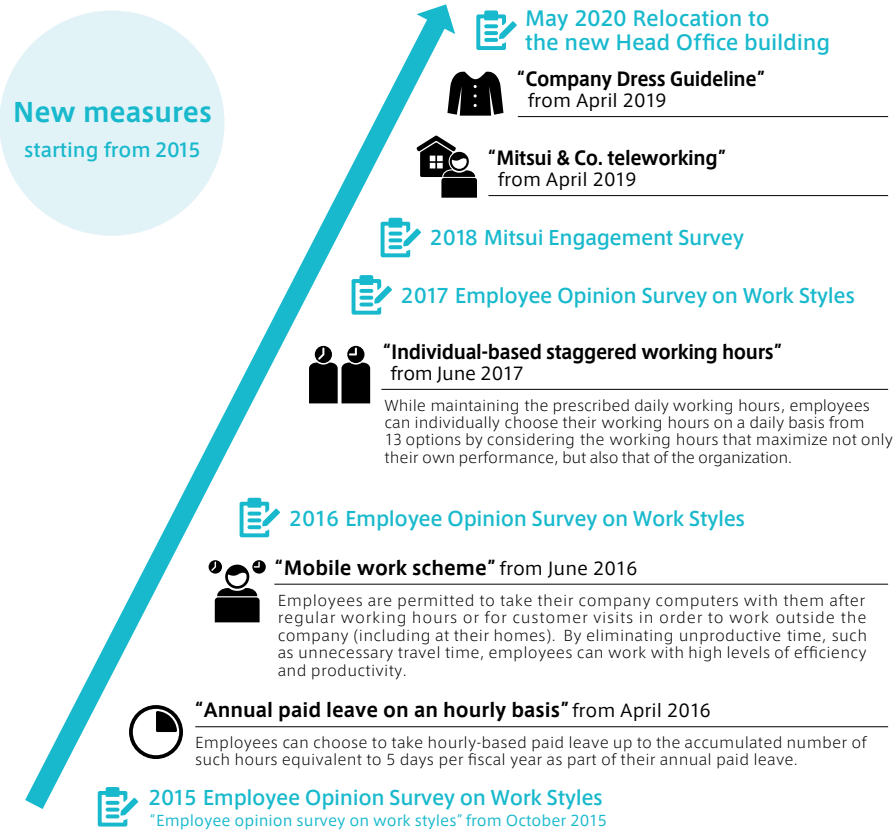 New measures
starting from 2015
May 2020 Relocation to
the new Head Office building
“Company Dress Guideline”
from April 2019
“Mitsui & Co. teleworking”
from April 2019
2018 Mitsui Engagement Survey
2017 Employee Opinion Survey on Work Styles
“Individual-based staggered working hours”
from June 2017
While maintaining the prescribed daily working hours, employees
can individually choose their working hours on a daily basis from
13 options by considering the working hours that maximize not only
their own performance, but also that of the organization.
2016 Employee Opinion Survey on Work Styles
“Mobile work scheme” from June 2016
Employees are permitted to take their company computers with them after
regular working hours or for customer visits in order to work outside the
company (including at their homes). By eliminating unproductive time, such
as unnecessary travel time, employees can work with high levels of efficiency
and productivity.
“Annual paid leave on an hourly basis” from April 2016
Employees can choose to take hourly-based paid leave up to the accumulated number of
such hours equivalent to 5 days per fiscal year as part of their annual paid leave.
2015 Employee Opinion Survey on Work Styles
“Employee opinion survey on work styles” from October 2015